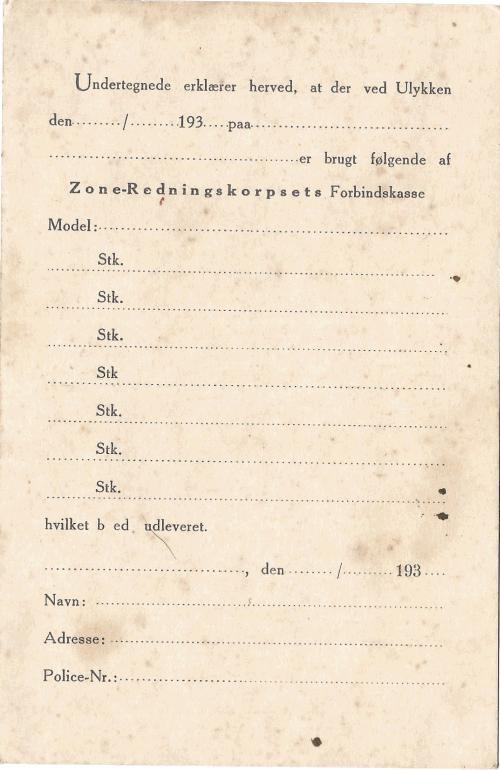 Undertegnede erklærer herved, at der ved Ulykken
den........./.........193.....paa......................................
..................................................er brugt følgende af
Zone-Redningskorpsets Forbindskasse
Model:......................................................................
Stk.
Stk.
Stk.
Stk
Stk.
Stk.
Stk.
hvilket b ed udleveret.
........................................, den........./.........193....
Navn:......................................................................
Adresse:..................................................................
Police-Nr.:...............................................................